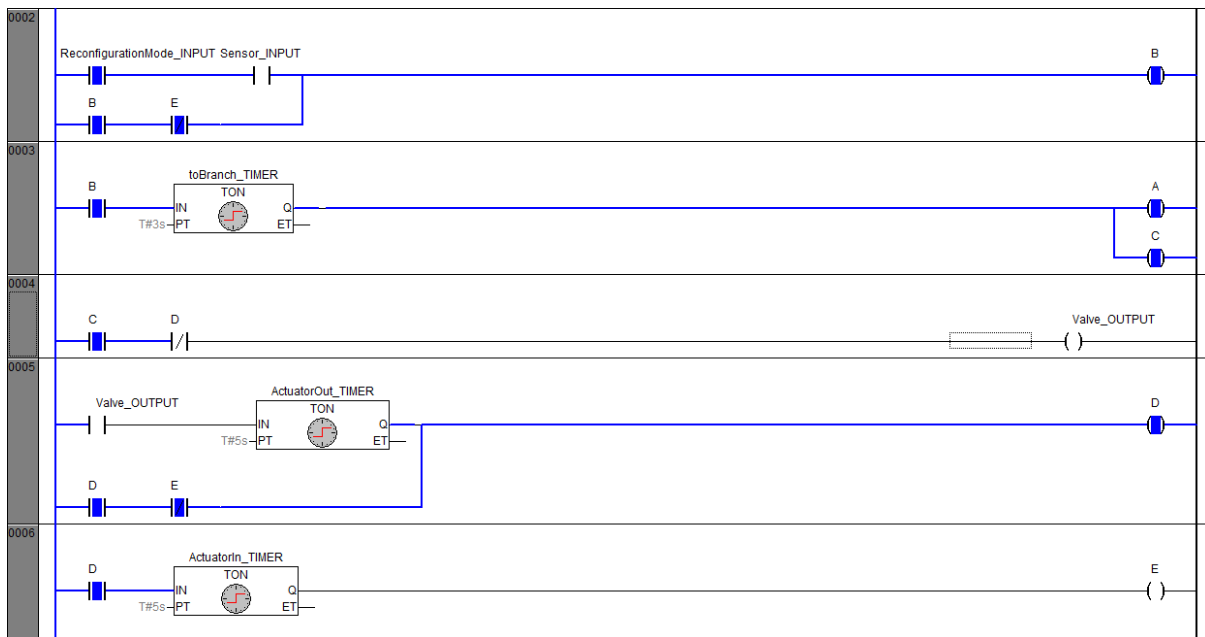 0002
ReconfigurationMode_INPUT Sensor_INPUT
B
B E
0003
toBranch_TIMER
B
TON
A
IN Q
T#3s PT ET
C
0004
C D
Valve_OUTPUT
0005
ActuatorOut_TIMER
Valve_OUTPUT
TON
D
IN Q
T#5s PT ET
D E
0006
ActuatorIn_TIMER
D
TON
E
IN Q
T#5s PT ET